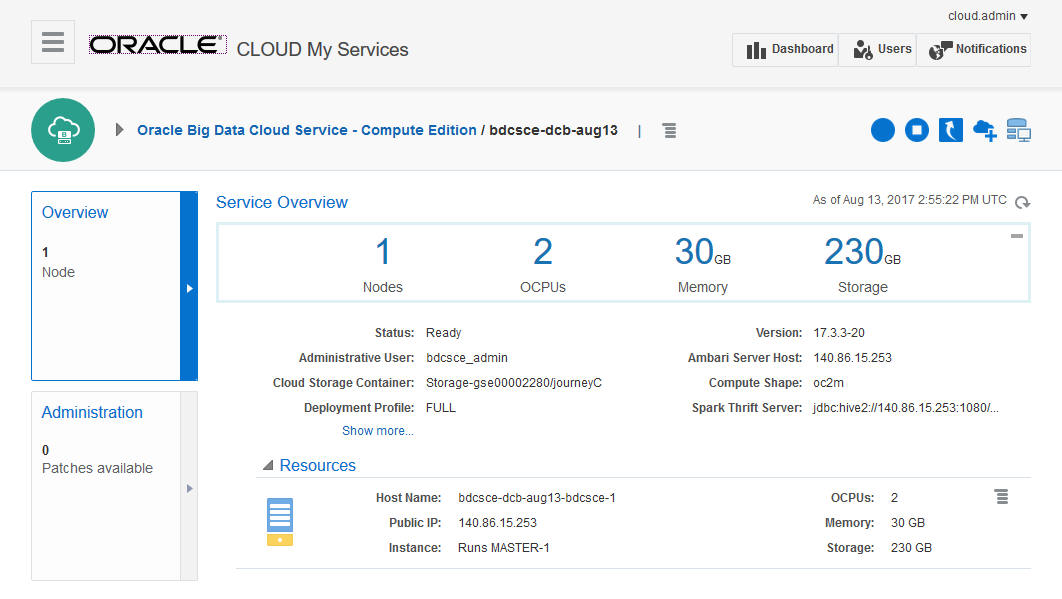 cloud.admin
ORACLE CLOUD My Services
Dashboard Users Notifications
Oracle Big Data Cloud Service - Compute Edition / bdcsce-dcb-aug13 |
Overview
1
Node
Administration
0
Patches available
Service Overview
As of Aug 13, 2017 2:55:22 PM UTC
1 2 30GB 230GB
Nodes OCPUs Memory Storage
Status: Ready Version: 17.3.3-20
Administrative User: bdcsce_admin Ambari Server Host: 140.86.15.253
Cloud Storage Container: Storage-gse00002280/journeyC Compute Shape: oc2m
Deployment Profile: FULL Spark Thrift Server: jdbc:hive2://140.86.15.253:1080/...
Show more...
Resources
Host Name: bdcsce-dcb-aug13-bdcsce-1 OCPUs: 2
Public IP: 140.86.15.253 Memory: 30 GB
Instance: Runs MASTER-1 Storage: 230 GB